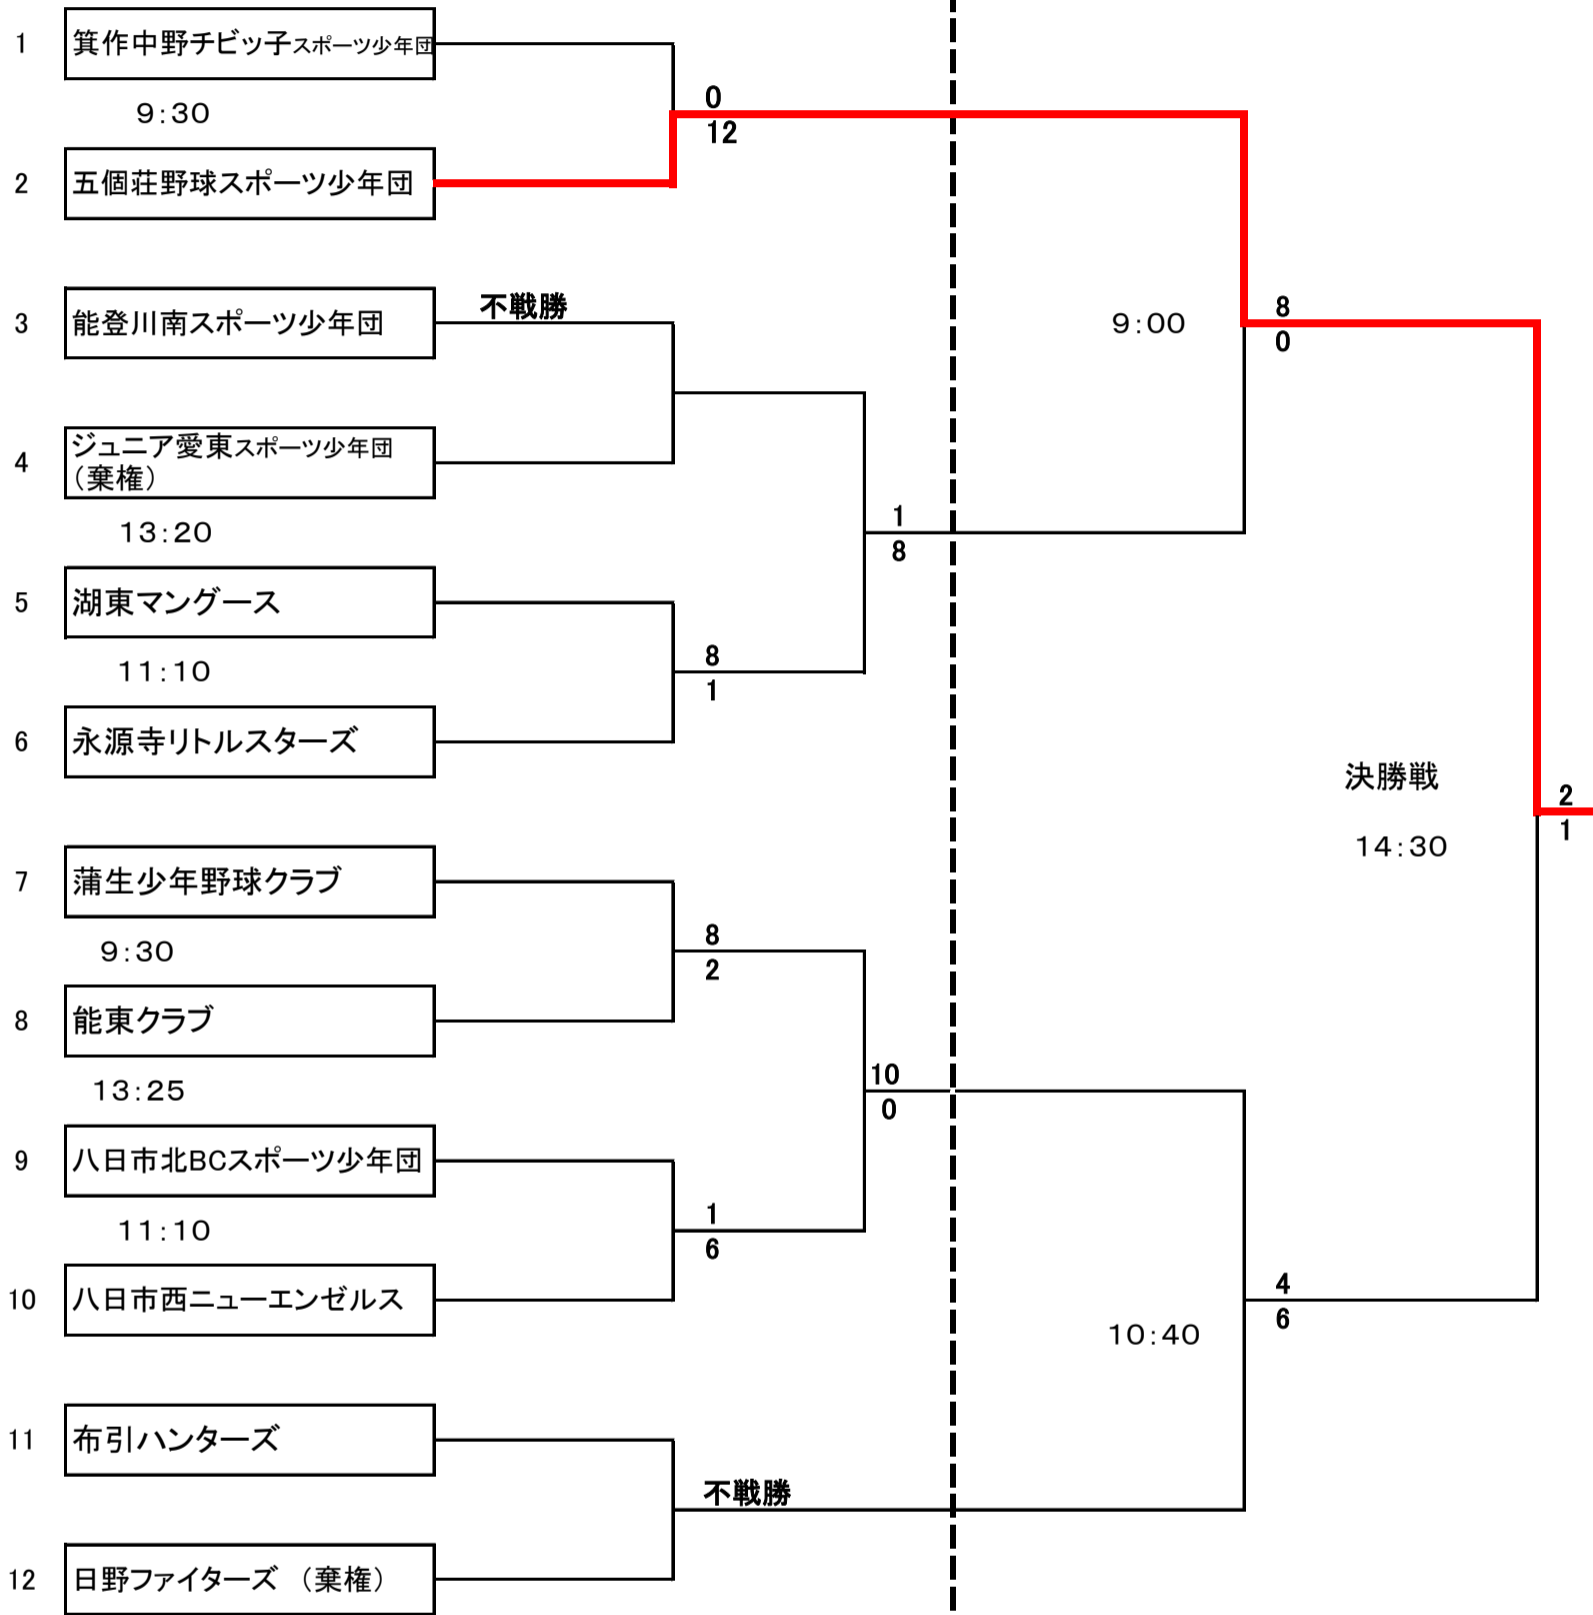 1
箕作中野チビッ子スポーツ少年団
9:30
0
12
2
五個荘野球スポーツ少年団
3
能登川南スポーツ少年団
不戦勝
9:00
8
0
4
ジュニア愛東スポーツ少年団
（棄権）
13:20
1
8
5
湖東マングース
11:10
8
1
6
永源寺リトルスターズ
決勝戦
14:30
2
1
7
蒲生少年野球クラブ
9:30
8
2
8
能東クラブ
13:25
10
0
9
八日市北BCスポーツ少年団
11:10
1
6
10
八日市西ニューエンゼルス
10:40
4
6
11
布引ハンターズ
不戦勝
12
日野ファイターズ （棄権）